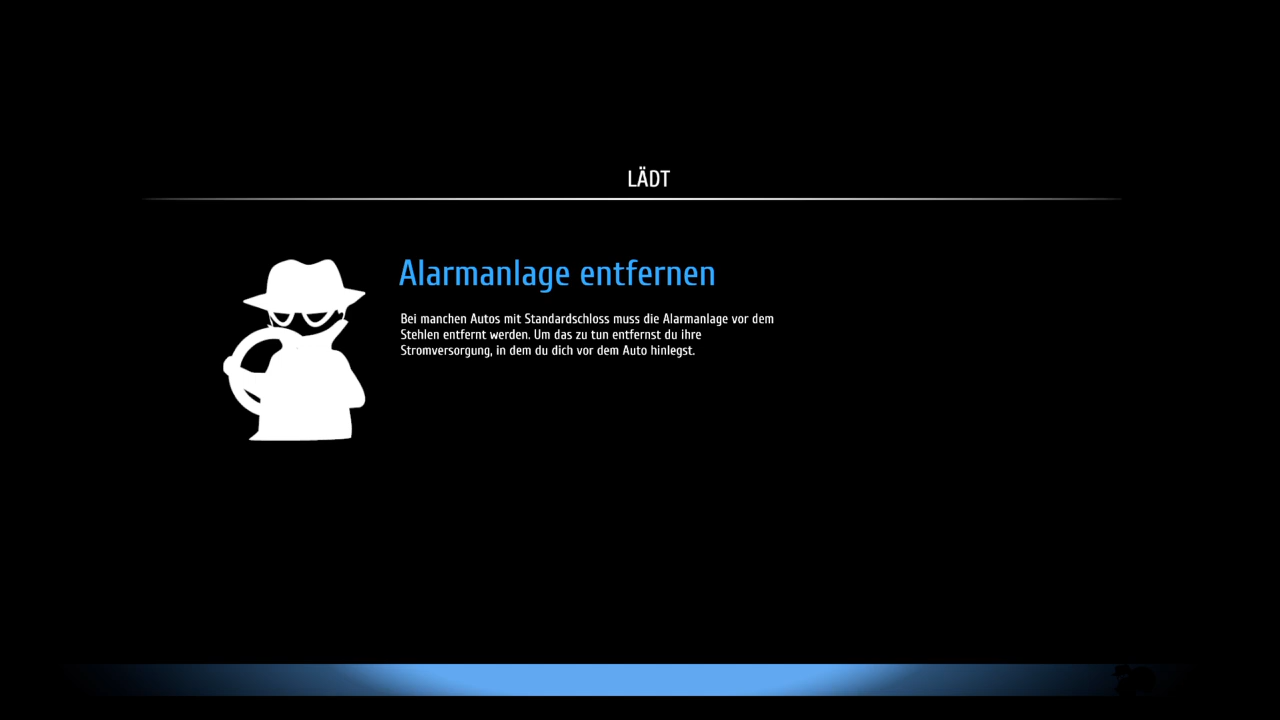 LÄDT
Alarmanlage entfernen
Bei manchen Autos mit Standardschloss muss die Alarmanlage vor dem
Stehlen entfernt werden. Um das zu tun entfernst du ihre
Stromversorgung, in dem du dich vor dem Auto hinlegst.